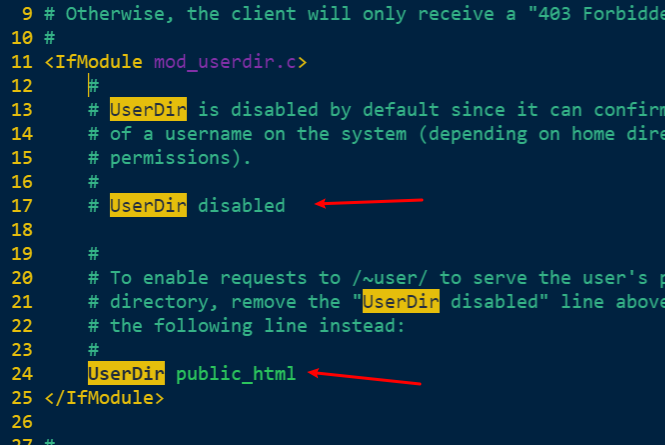 9 # Otherwise, the client will only receive a "403 Forbidde
10 #
11 <IfModule mod_userdir.c>
12 #
13 # UserDir is disabled by default since it can confirm
14 # of a username on the system (depending on home dire
15 # permissions).
16 #
17 # UserDir disabled
18
19 #
20 # To enable requests to /~user/ to serve the user's p
21 # directory, remove the "UserDir disabled" line above
22 # the following line instead:
23 #
24 UserDir public_html
25 </IfModule>
26
27 #